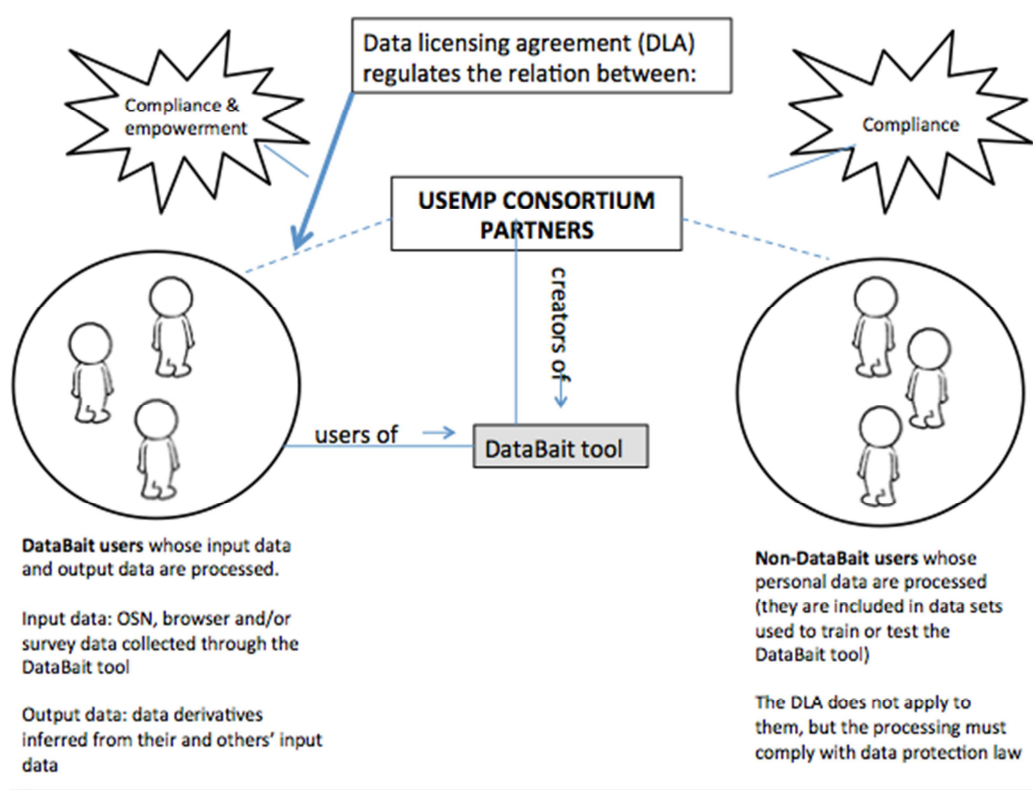 Data licensing agreement (DLA)
regulates the relation between:
Compliance &
empowerment
Compliance
USEMP CONSORTIUM
PARTNERS
creators of
users of
DataBait tool
DataBait users whose input data
and output data are processed.
Input data: OSN, browser and/or
survey data collected through the
DataBait tool
Output data: data derivatives
inferred from their and others’ input
data
Non-DataBait users whose
personal data are processed
(they are included in data sets
used to train or test the
DataBait tool)
The DLA does not apply to
them, but the processing must
comply with data protection law